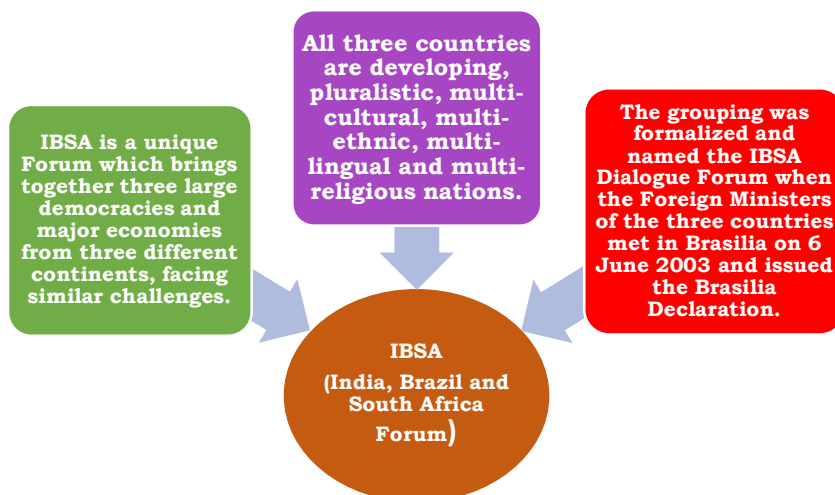 IBSA is a unique
Forum which brings
together three large
democracies and
major economies
from three different
continents, facing
similar challenges.
All three countries
are developing,
pluralistic, multi-
cultural, multi-
ethnic, multi-
lingual and multi-
religious nations.
The grouping was
formalized and
named the IBSA
Dialogue Forum when
the Foreign Ministers
of the three countries
met in Brasilia on 6
June 2003 and issued
the Brasilia
Declaration.
IBSA
(India, Brazil and
South Africa
Forum)